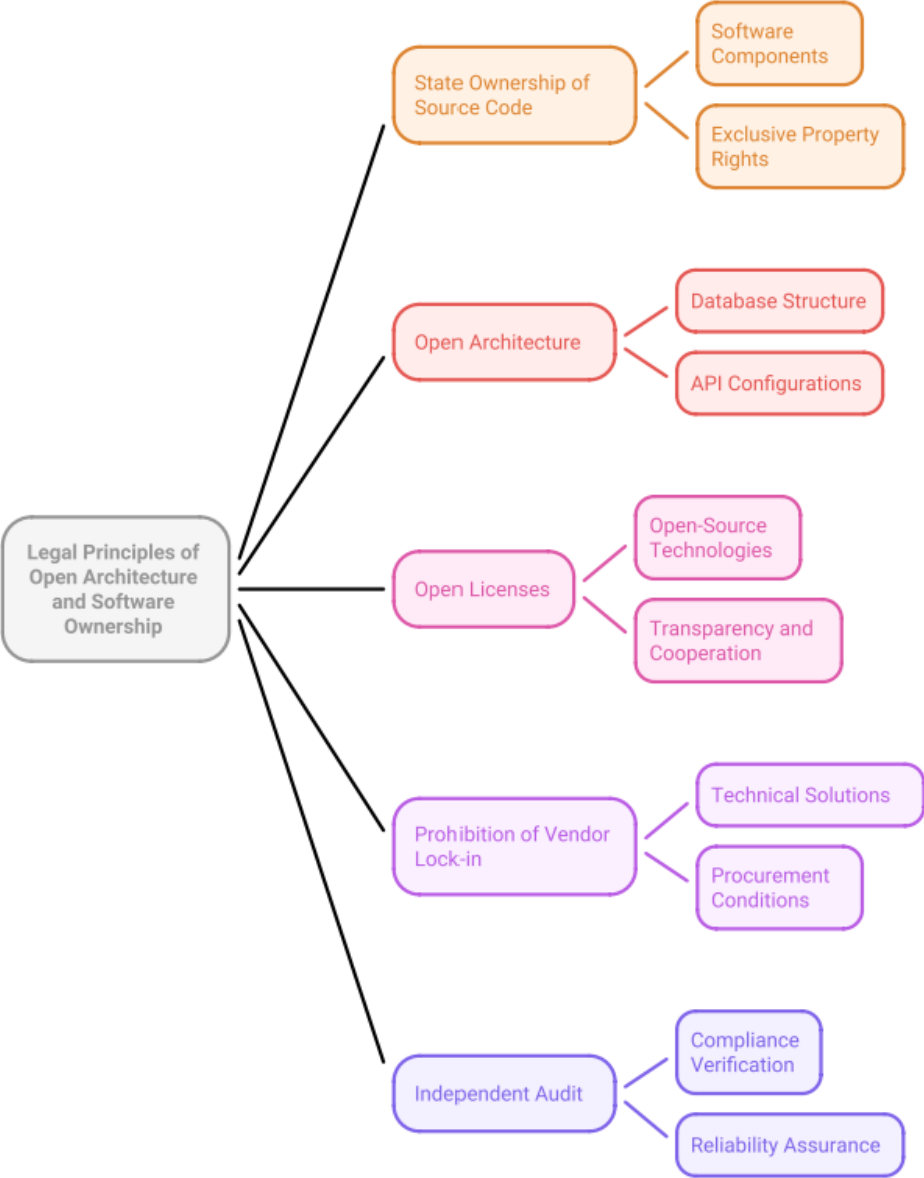 Software
Components
State Ownership of
Source Code
Exclusive Property
Rights
Database Structure
Open Architecture
API Configurations
Open-Source
Technologies
Legal Principles of
Open Architecture
and Software
Ownership
Open Licenses
Transparency and
Cooperation
Technical Solutions
Prohibition of Vendor
Lock-in
Procurement
Conditions
Compliance
Verification
Independent Audit
Reliability Assurance